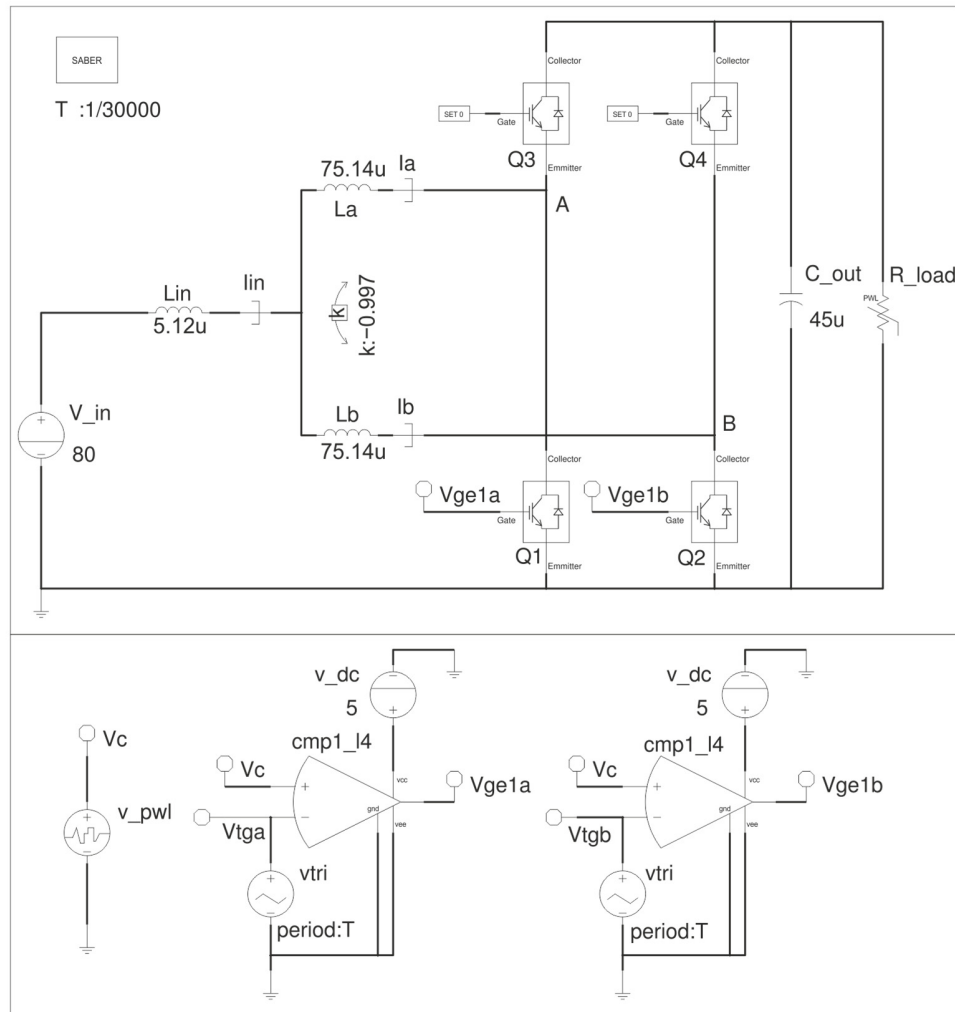 SABER
T :1/30000
Collector
Collector
SET 0
Gate
SET 0
Gate
Q3
Q4
Emmitter
Emmitter
75.14u
Ia
La
A
Lin
5.12u
Iin
k
k:-0.997
C_out
45u
R_load
PWL
V_in
80
Lb
75.14u
Ib
B
Collector
Collector
Vge1a
Gate
Vge1b
Gate
Q1
Q2
Emmitter
Emmitter
v_dc
5
v_dc
5
Vc
v_pwl
cmp1_l4
Vc
Vtga
vcc
gnd
vee
Vge1a
vtri
period:T
cmp1_l4
Vc
Vtgb
vcc
gnd
vee
Vge1b
vtri
period:T